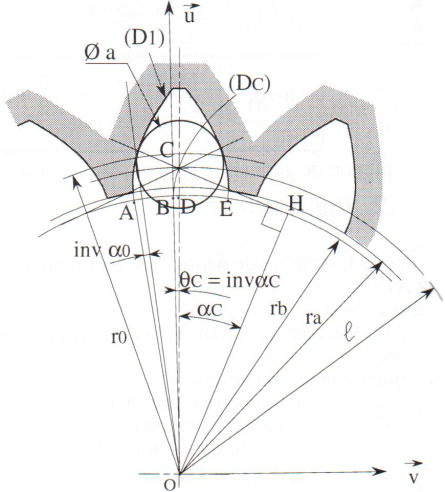 u
(D1)
Ø a
(DC)
C
A
B
D
E
H
inv α0
θC = invαC
αC
r0
rb
ra
ℓ
O
v